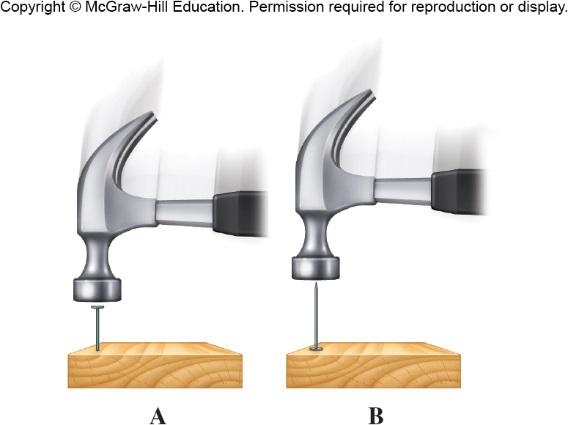 Copyright © McGraw-Hill Education. Permission required for reproduction or display.
A B